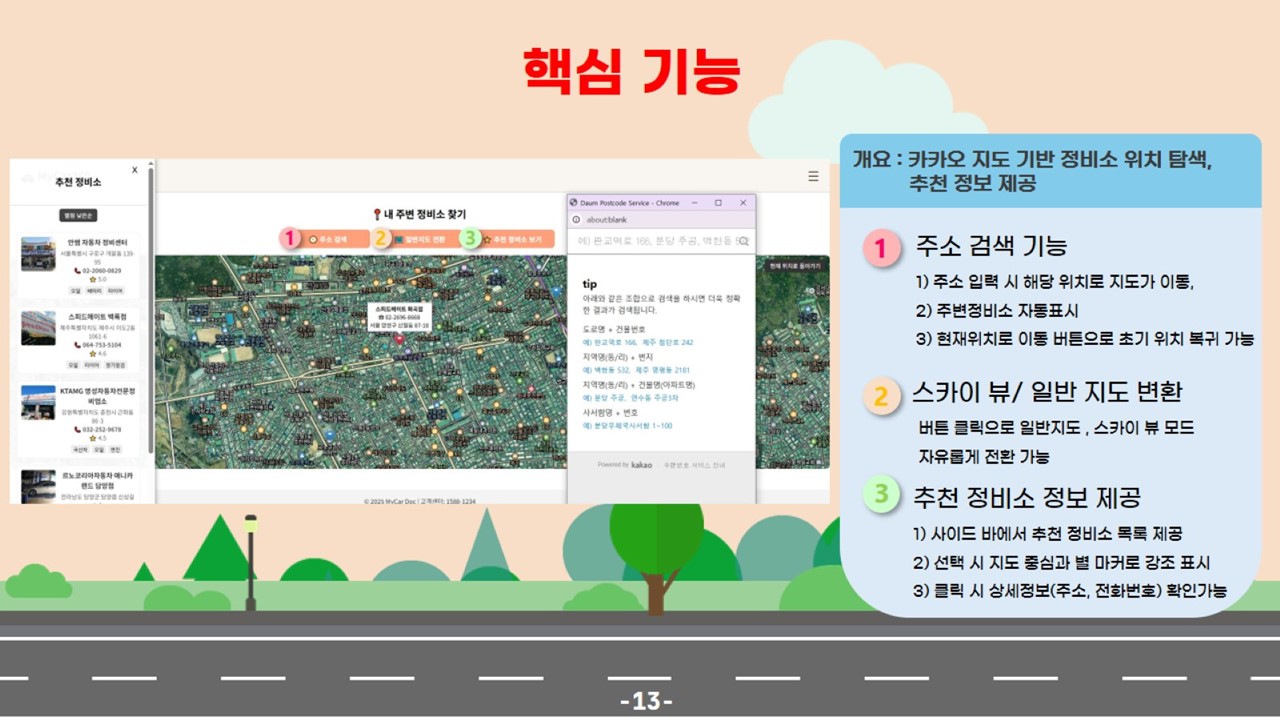 핵심 기능
추천 정비소
X
별점 낮은순
안쌤 자동차 정비센터
서울특별시 구로구 개봉동 139-
95
02-2060-0829
5.0
오일 배터리 타이어
스피드메이트 백록점
제주특별자치도 제주시 이도2동
1061-6
064-753-5104
4.6
오일 타이어 정기점검
KTAMG 명성자동차전문정
비업소
강원특별자치도 춘천시 근화동
86-3
032-252-9678
4.5
국산차 오일 엔진
르노코리아자동차 애니카
랜드 담양점
전라남도 담양군 담양읍 신성길
내 주변 정비소 찾기
1 주소 검색
2 일반지도 전환
3 추천 정비소 보기
현재 위치로 돌아가기
스피드메이트 화곡점
02-2696-8668
서울 양천구 신월동 87-18
© 2025 MyCar Doc | 고객센터: 1588-1234
Daum Postcode Service - Chrome
about:blank
예) 판교역로 166, 분당 주공, 백현동 532
tip
아래와 같은 조합으로 검색을 하시면 더욱 정확
한 결과가 검색됩니다.
도로명 + 건물번호
예) 판교역로 166, 제주 첨단로 242
지역명(동/리) + 번지
예) 백현동 532, 제주 영평동 2181
지역명(동/리) + 건물명(아파트명)
예) 분당 주공, 연수동 주공3차
사서함명 + 번호
예) 분당우체국사서함 1~100
Powered by kakao 우편번호 서비스 안내
개요 : 카카오 지도 기반 정비소 위치 탐색,
추천 정보 제공
1 주소 검색 기능
1) 주소 입력 시 해당 위치로 지도가 이동,
2) 주변정비소 자동표시
3) 현재위치로 이동 버튼으로 초기 위치 복귀 가능
2 스카이 뷰/ 일반 지도 변환
버튼 클릭으로 일반지도 , 스카이 뷰 모드
자유롭게 전환 가능
3 추천 정비소 정보 제공
1) 사이드 바에서 추천 정비소 목록 제공
2) 선택 시 지도 중심과 별 마커로 강조 표시
3) 클릭 시 상세정보(주소, 전화번호) 확인가능
-13-